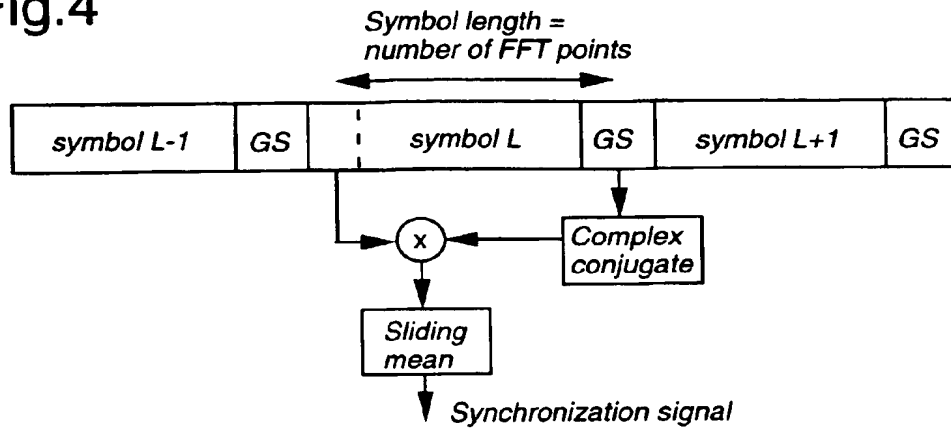 Fig.4
Symbol length =
number of FFT points
symbol L-1 GS symbol L GS symbol L+1 GS
x
Complex
conjugate
Sliding
mean
Synchronization signal